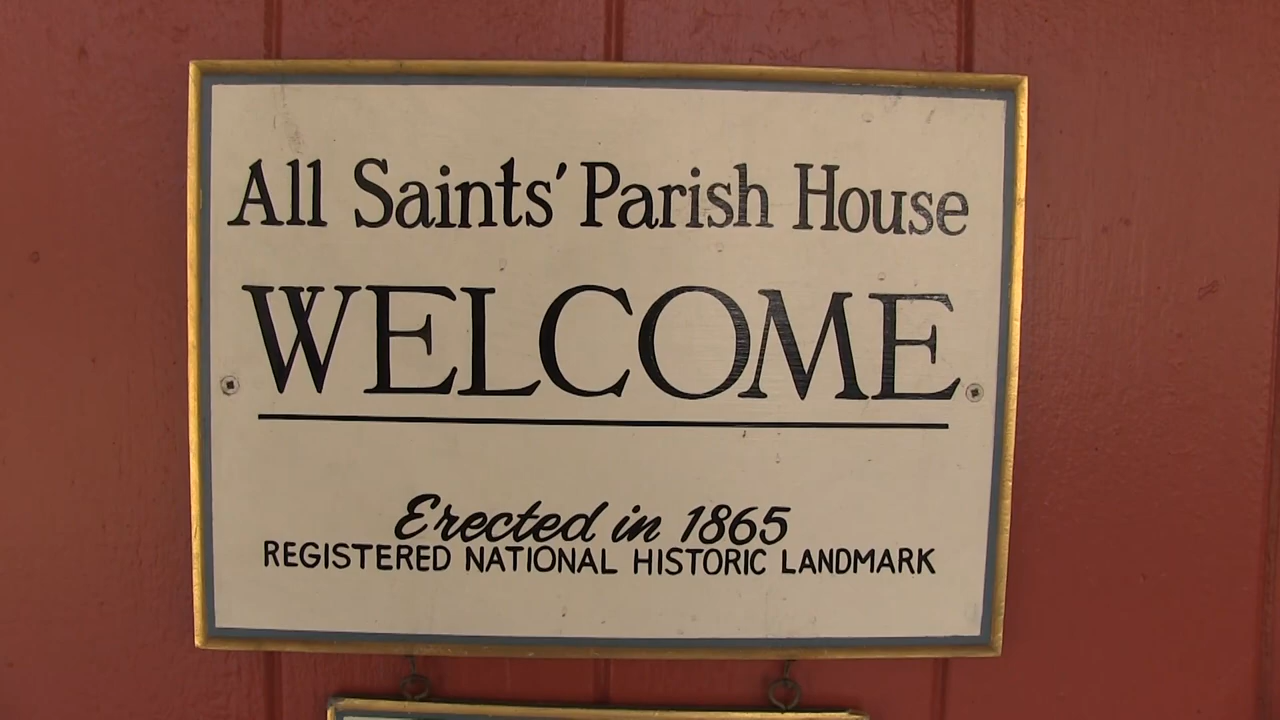 All Saints' Parish House
WELCOME
Erected in 1865
REGISTERED NATIONAL HISTORIC LANDMARK